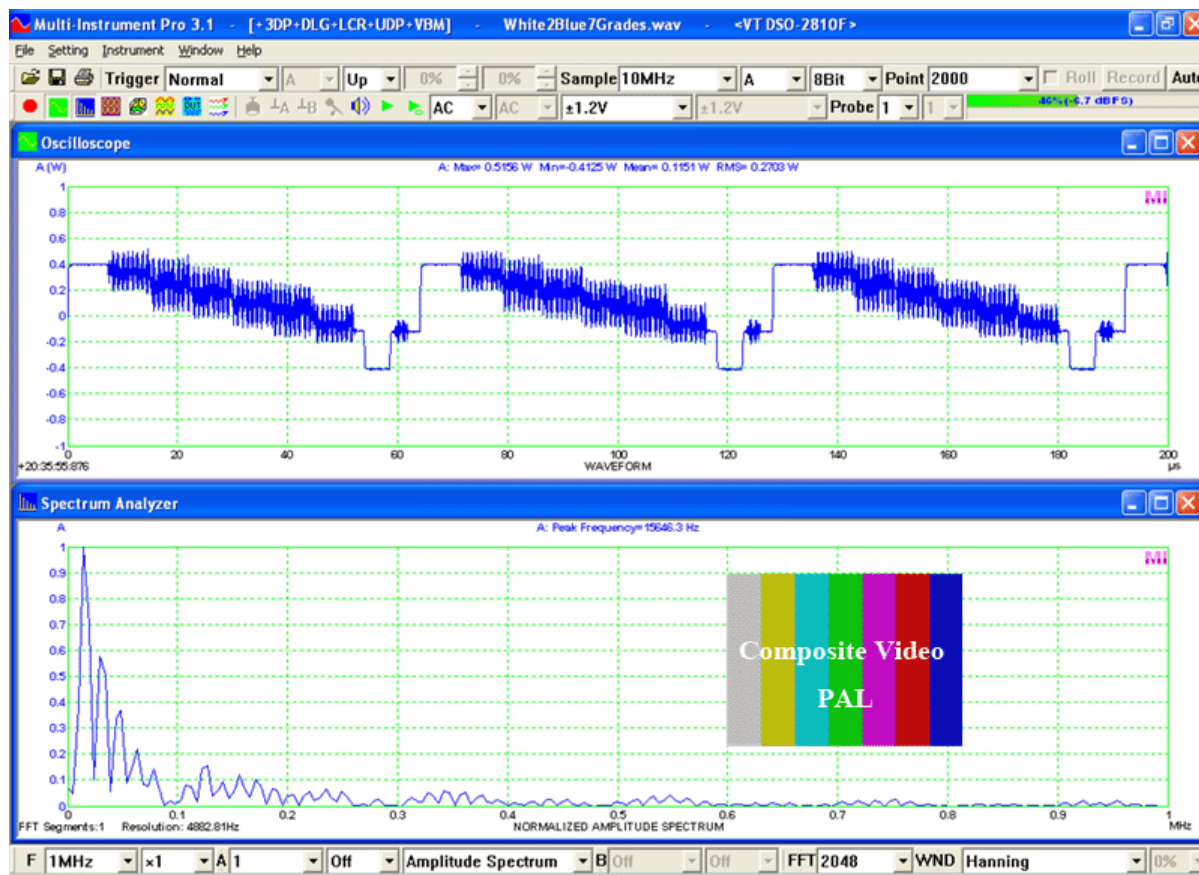 Multi-Instrument Pro 3.1 - [+3DP+DLG+LCR+UDP+VBM] - White2Blue7Grades.wav - <VT DSO-2810F>
File Setting Instrument Window Help
Trigger Normal A Up 0% 0% Sample 10MHz A 8Bit Point 2000 Roll Record Auto
AC AC ±1.2V ±1.2V Probe 1 1 46%(-6.7 dBFS)
Oscilloscope
A (W) A: Max= 0.5156 W Min=-0.4125 W Mean= 0.1151 W RMS= 0.2703 W
1
0.8
0.6
0.4
0.2
0
-0.2
-0.4
-0.6
-0.8
-1
0 20 40 60 80 100 120 140 160 180 200
+20:35:55:876 WAVEFORM µs
Spectrum Analyzer
A A: Peak Frequency=15646.3 Hz
1
0.9
0.8
0.7
0.6
0.5
0.4
0.3
0.2
0.1
0
Composite Video
PAL
0 0.1 0.2 0.3 0.4 0.5 0.6 0.7 0.8 0.9 1
FFT Segments:1 Resolution: 4882.81Hz NORMALIZED AMPLITUDE SPECTRUM MHz
F 1MHz ×1 A 1 Off Amplitude Spectrum B Off Off FFT 2048 WND Hanning 0%